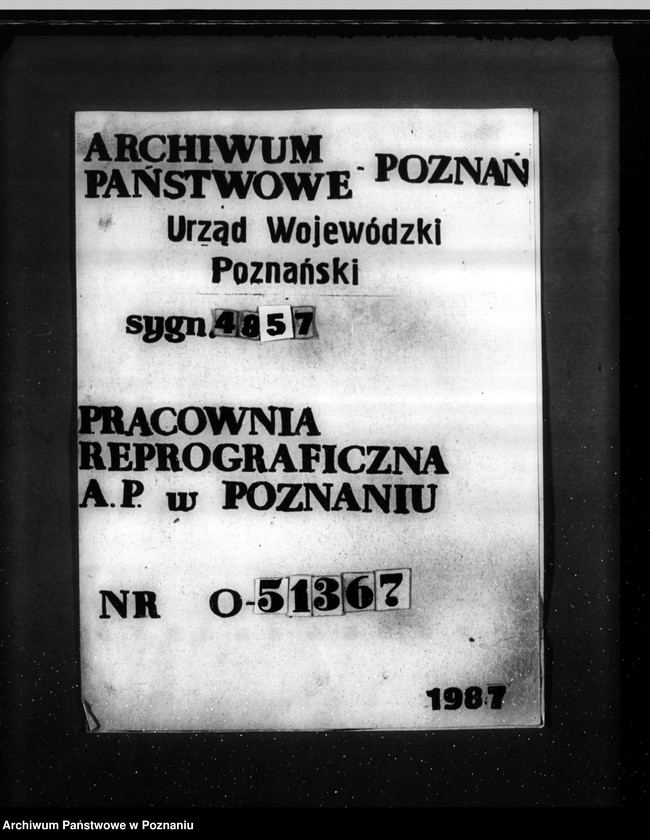 ARCHIWUM
PAŃSTWOWE - POZNAŃ
Urząd Wojewódzki
Poznański
sygn. 4857
PRACOWNIA
REPROGRAFICZNA
A.P. w POZNANIU
NR O-51367
1987
Archiwum Państwowe w Poznaniu